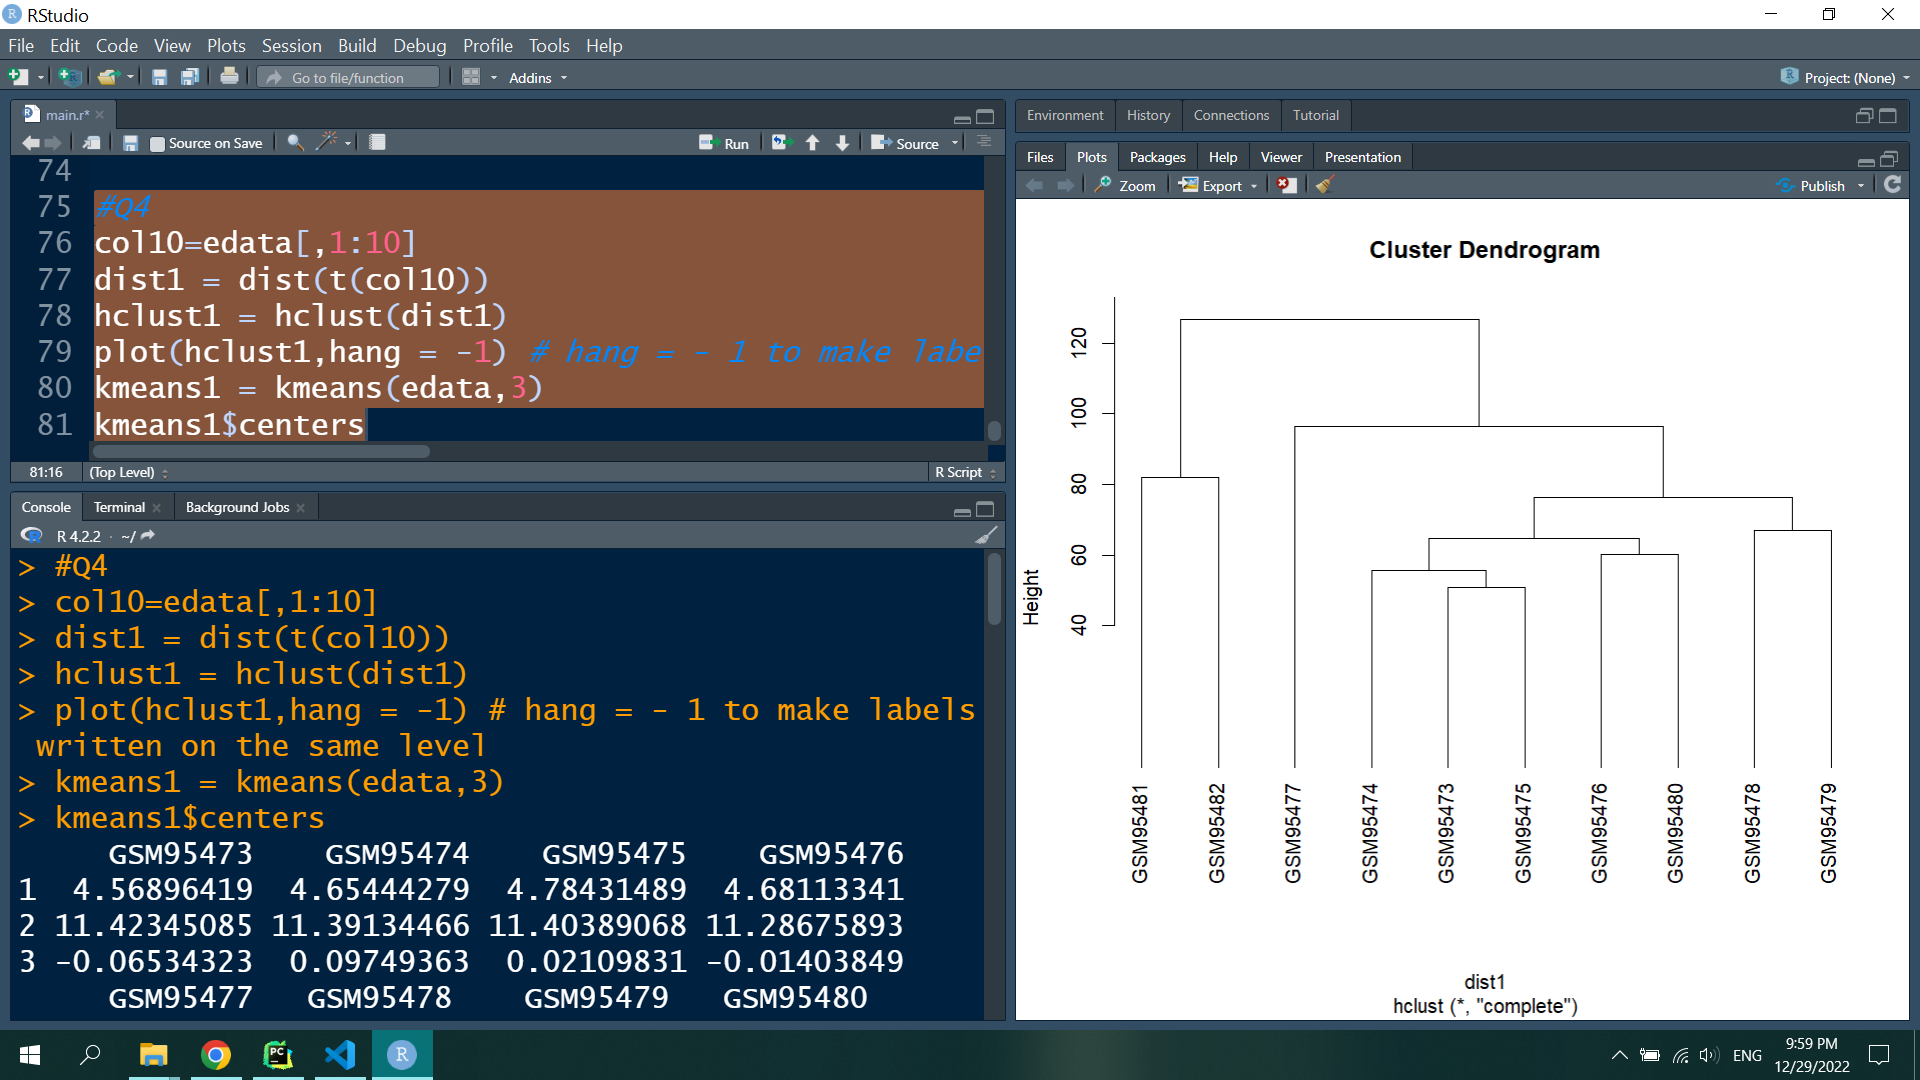 RStudio
File Edit Code View Plots Session Build Debug Profile Tools Help
Go to file/function Addins Project: (None)
main.r*
Source on Save Run Source
74
75 #Q4
76 col10=edata[,1:10]
77 dist1 = dist(t(col10))
78 hclust1 = hclust(dist1)
79 plot(hclust1,hang = -1) # hang = - 1 to make labe
80 kmeans1 = kmeans(edata,3)
81 kmeans1$centers
81:16 (Top Level) R Script
Console Terminal Background Jobs
R 4.2.2 · ~/
> #Q4
> col10=edata[,1:10]
> dist1 = dist(t(col10))
> hclust1 = hclust(dist1)
> plot(hclust1,hang = -1) # hang = - 1 to make labels
written on the same level
> kmeans1 = kmeans(edata,3)
> kmeans1$centers
GSM95473 GSM95474 GSM95475 GSM95476
1 4.56896419 4.65444279 4.78431489 4.68113341
2 11.42345085 11.39134466 11.40389068 11.28675893
3 -0.06534323 0.09749363 0.02109831 -0.01403849
GSM95477 GSM95478 GSM95479 GSM95480
Environment History Connections Tutorial
Files Plots Packages Help Viewer Presentation
Zoom Export Publish
Cluster Dendrogram
120
100
80
60
40
Height
GSM95481
GSM95482
GSM95477
GSM95474
GSM95473
GSM95475
GSM95476
GSM95480
GSM95478
GSM95479
dist1
hclust (*, "complete")
PC
R
ENG
9:59 PM
12/29/2022